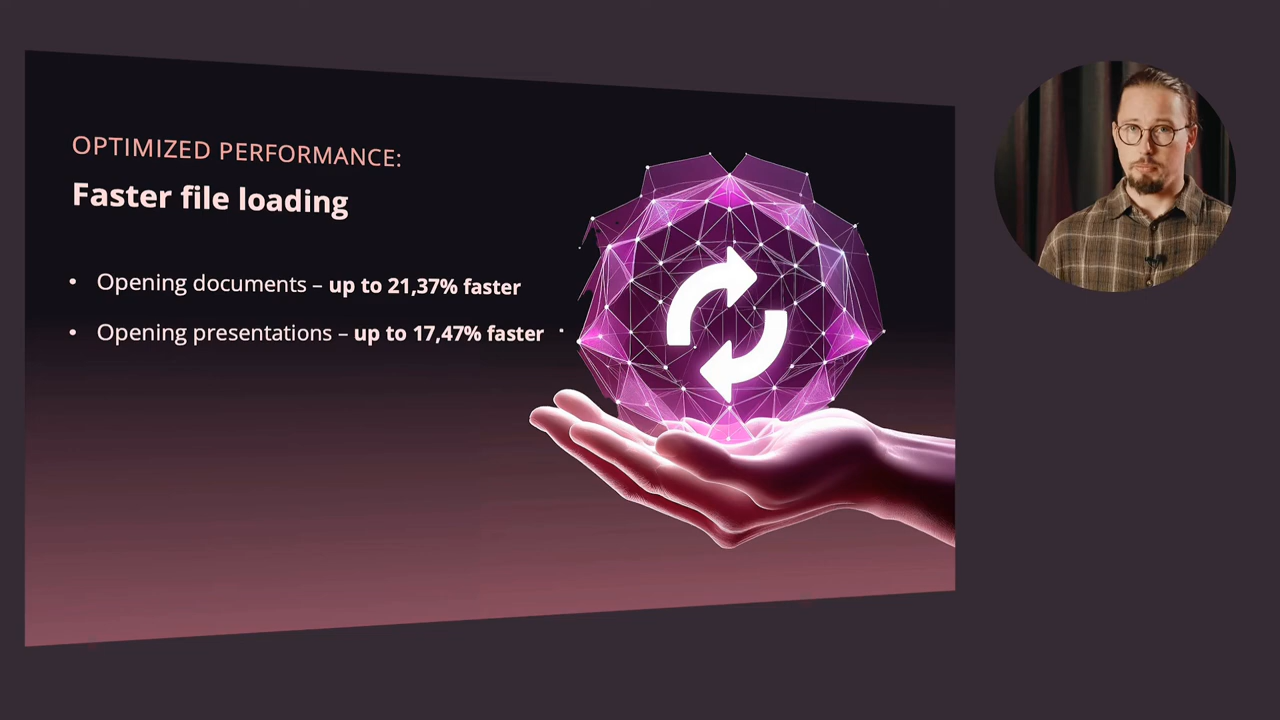 OPTIMIZED PERFORMANCE:
Faster file loading
• Opening documents – up to 21,37% faster
• Opening presentations – up to 17,47% faster